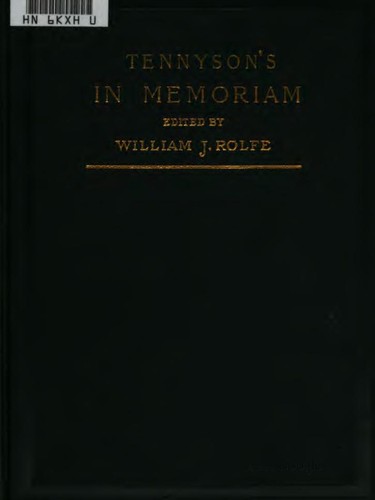 HN 6KXH U
TENNYSON'S
IN MEMORIAM
EDITED BY
WILLIAM J. ROLFE